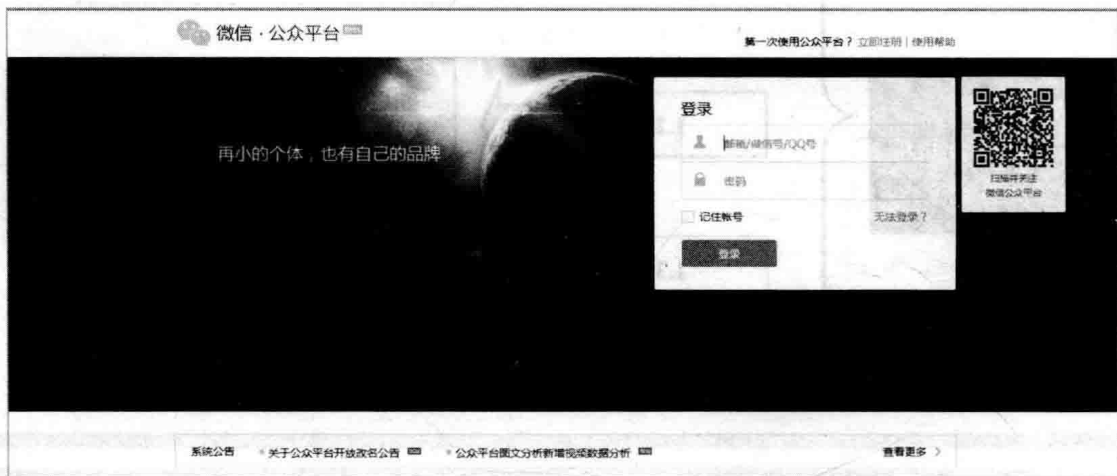 微信·公众平台
第一次使用公众平台？ 立即注册 | 使用帮助
再小的个体，也有自己的品牌
登录
邮箱/微信号/QQ号
密码
记住帐号 无法登录？
登录
扫描并关注
微信公众平台
系统公告 关于公众平台开放改名公告 公众平台图文分析新增视频数据分析 查看更多